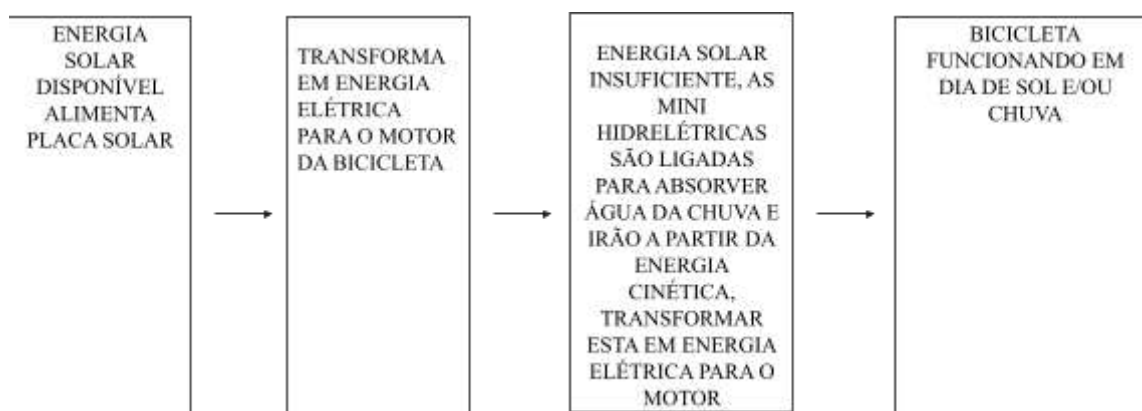 ENERGIA
SOLAR
DISPONÍVEL
ALIMENTA
PLACA SOLAR
TRANSFORMA
EM ENERGIA
ELÉTRICA
PARA O MOTOR
DA BICICLETA
ENERGIA SOLAR
INSUFICIENTE, AS
MINI
HIDRELÉTRICAS
SÃO LIGADAS
PARA ABSORVER
ÁGUA DA CHUVA E
IRÃO A PARTIR DA
ENERGIA
CINÉTICA,
TRANSFORMAR
ESTA EM ENERGIA
ELÉTRICA PARA O
MOTOR
BICICLETA
FUNCIONANDO EM
DIA DE SOL E/OU
CHUVA